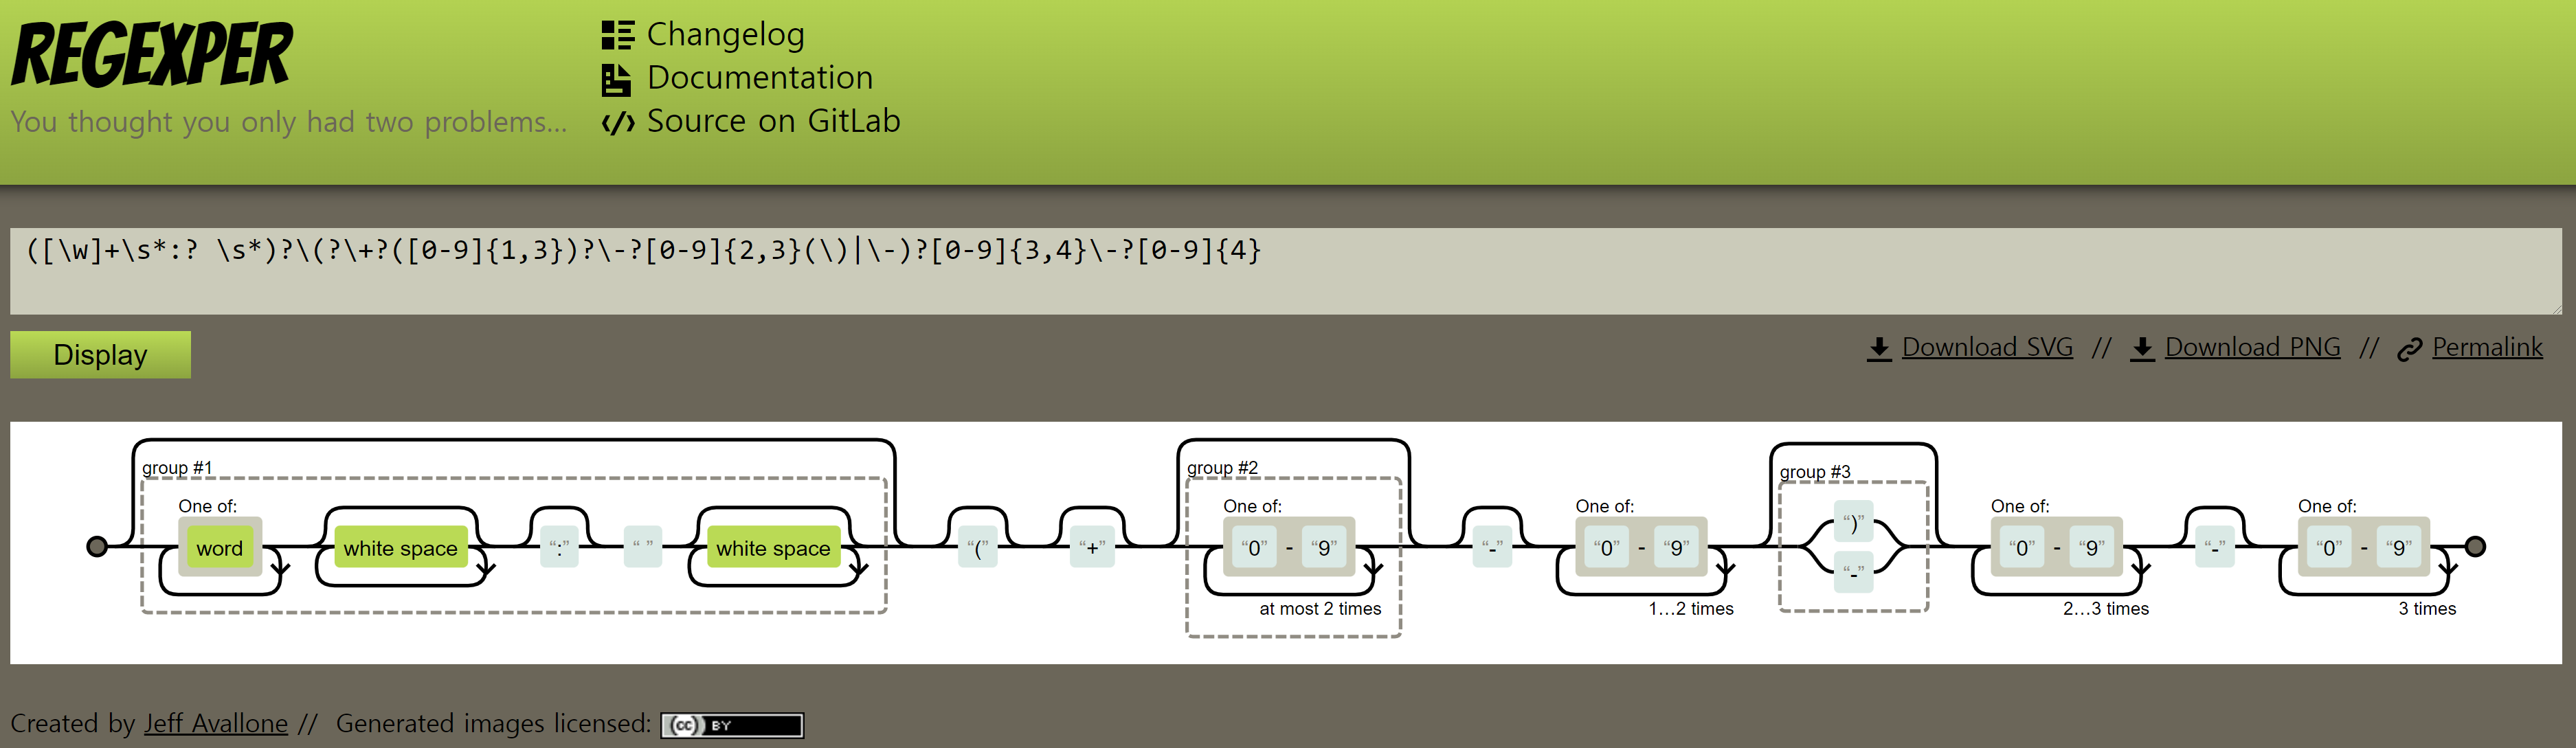 REGEXPER
You thought you only had two problems...
Changelog
Documentation
Source on GitLab
([\w]+\s*:? \s*)?\(?\+?([0-9]{1,3})?\-?[0-9]{2,3}(\)|\-)?[0-9]{3,4}\-?[0-9]{4}
Display
Download SVG // Download PNG // Permalink
group #1 group #2 group #3
One of: One of: One of: One of: One of:
word white space “:” “ ” white space “(” “+” “0” - “9” “-” “0” - “9” “)” “-” “0” - “9” “-” “0” - “9”
at most 2 times 1...2 times 2...3 times 3 times
Created by Jeff Avallone // Generated images licensed: (cc) BY